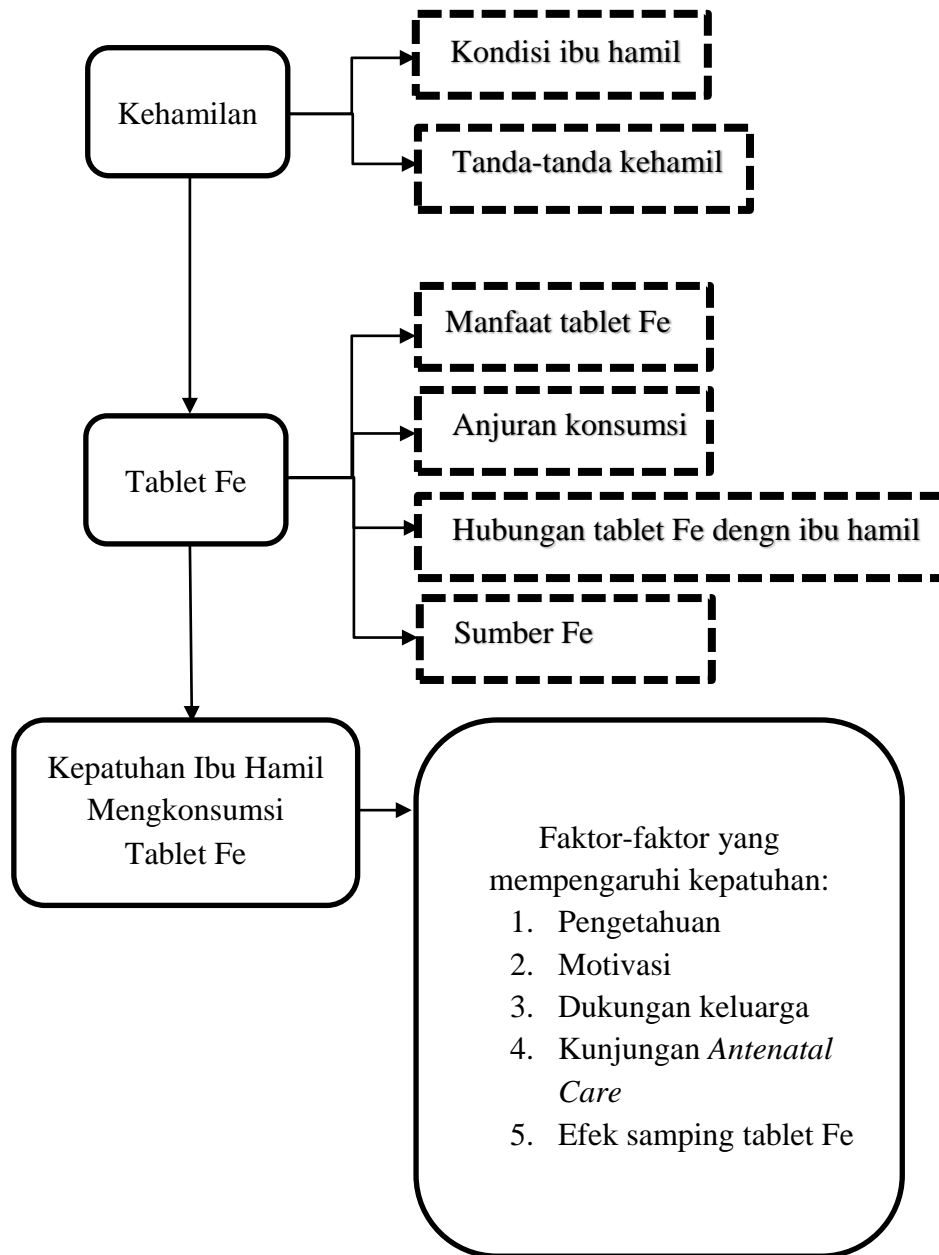 Kondisi ibu hamil
Kehamilan
Tanda-tanda kehamil
Manfaat tablet Fe
Anjuran konsumsi
Tablet Fe
Hubungan tablet Fe dengn ibu hamil
Sumber Fe
Kepatuhan Ibu Hamil
Mengkonsumsi
Tablet Fe
Faktor-faktor yang
mempengaruhi kepatuhan:
1. Pengetahuan
2. Motivasi
3. Dukungan keluarga
4. Kunjungan Antenatal
Care
5. Efek samping tablet Fe